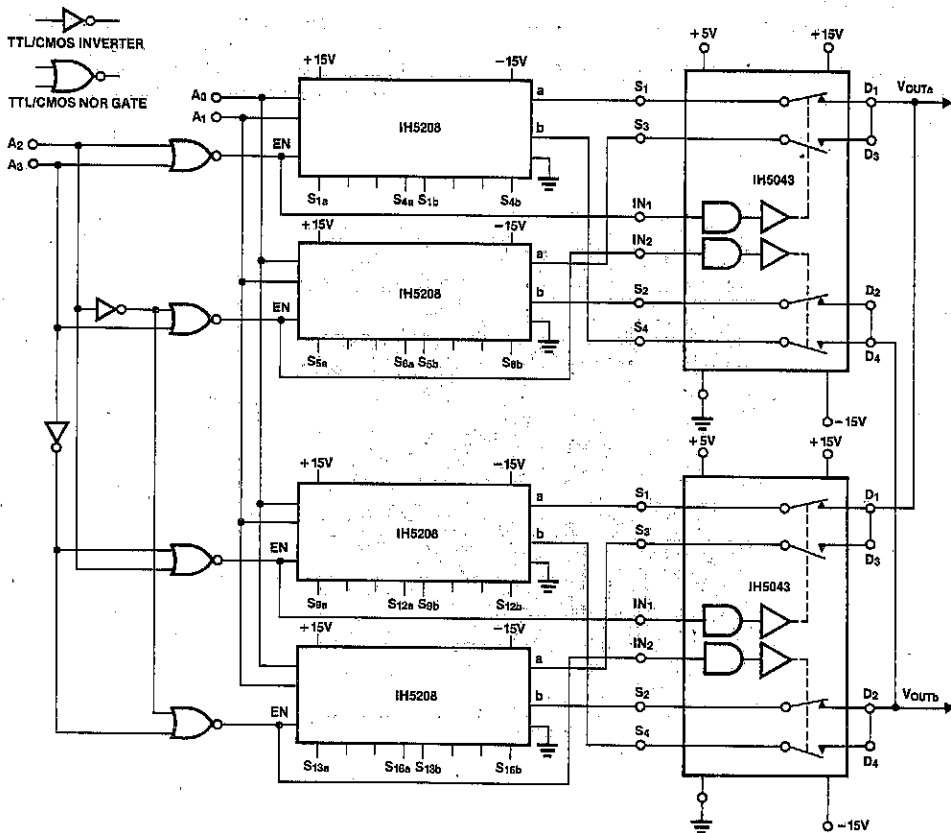 TTL/CMOS INVERTER
TTL/CMOS NOR GATE
A0
A1
A2
A3
+15V
-15V
IH5208
EN
a
b
S1a
S4a S1b
S4b
+15V
-15V
IH5208
EN
a
b
S5a
S8a S5b
S8b
+15V
-15V
IH5208
EN
a
b
S9a
S12a S9b
S12b
+15V
-15V
IH5208
EN
a
b
S13a
S16a S13b
S16b
+5V
+15V
S1
S3
IN1
IN2
S2
S4
IH5043
D1
D3
D2
D4
VOUTa
-15V
+5V
+15V
S1
S3
IN1
IN2
S2
S4
IH5043
D1
D3
D2
D4
VOUTb
-15V